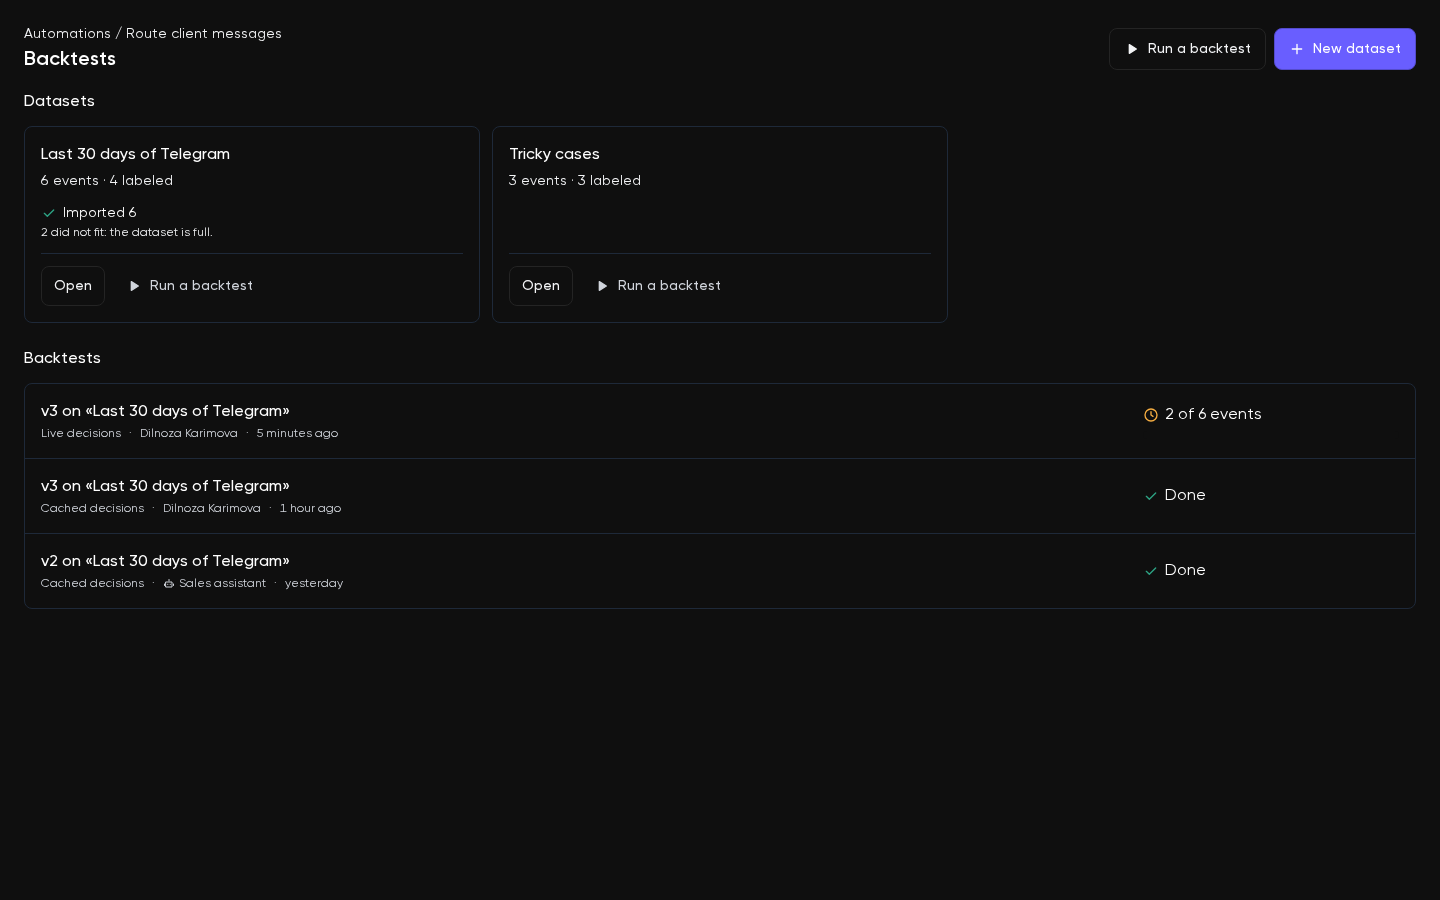 Automations / Route client messages
Backtests
Run a backtest
New dataset
Datasets
Last 30 days of Telegram
6 events · 4 labeled
Imported 6
2 did not fit: the dataset is full.
Open
Run a backtest
Tricky cases
3 events · 3 labeled
Open
Run a backtest
Backtests
v3 on «Last 30 days of Telegram»
Live decisions · Dilnoza Karimova · 5 minutes ago
2 of 6 events
v3 on «Last 30 days of Telegram»
Cached decisions · Dilnoza Karimova · 1 hour ago
Done
v2 on «Last 30 days of Telegram»
Cached decisions · Sales assistant · yesterday
Done